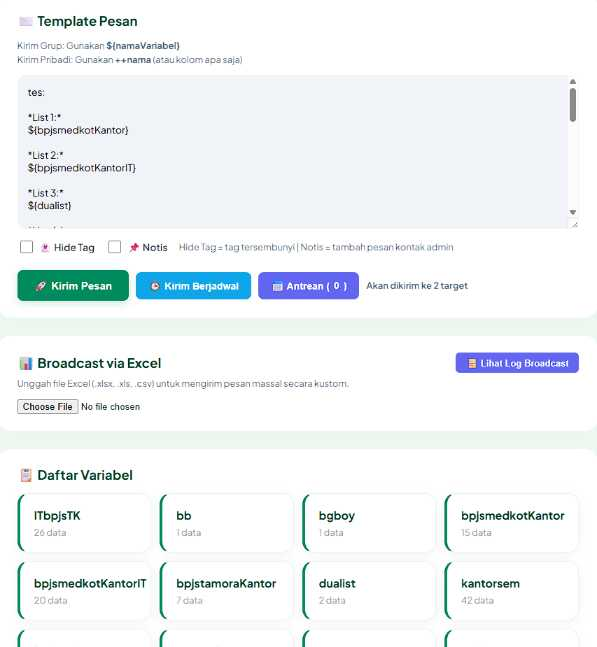 Template Pesan
Kirim Grup: Gunakan ${namaVariabel}
Kirim Pribadi: Gunakan ++nama (atau kolom apa saja)
tes:
*List 1:*
${bpjsmedkotKantor}
*List 2:*
${bpjsmedkotKantorIT}
*List 3:*
${dualist}
Hide Tag Notis Hide Tag = tag tersembunyi | Notis = tambah pesan kontak admin
Kirim Pesan Kirim Berjadwal Antrean ( 0 ) Akan dikirim ke 2 target
Broadcast via Excel Lihat Log Broadcast
Unggah file Excel (.xlsx, .xls, .csv) untuk mengirim pesan massal secara kustom.
Choose File No file chosen
Daftar Variabel
ITbpjsTK bb bgboy bpjsmedkotKantor
26 data 1 data 1 data 15 data
bpjsmedkotKantorIT bpjstamoraKantor dualist kantorsem
20 data 7 data 2 data 42 data